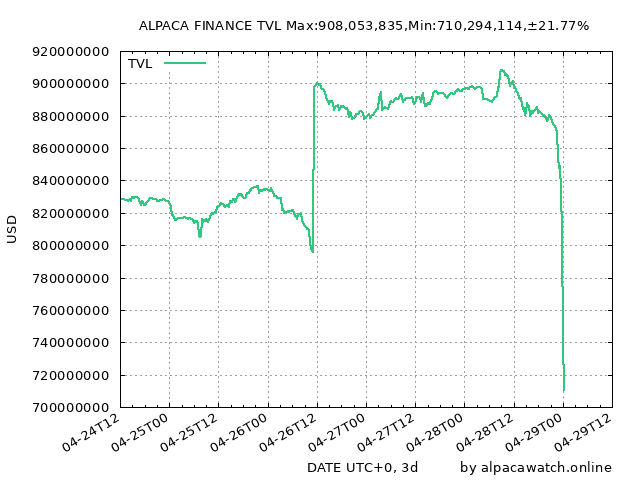 ALPACA FINANCE TVL Max:908,053,835,Min:710,294,114,±21.77%
TVL
920000000
900000000
880000000
860000000
840000000
820000000
800000000
780000000
760000000
740000000
720000000
700000000
USD
04-24T12
04-25T00
04-25T12
04-26T00
04-26T12
04-27T00
04-27T12
04-28T00
04-28T12
04-29T00
04-29T12
DATE UTC+0, 3d
by alpacawatch.online